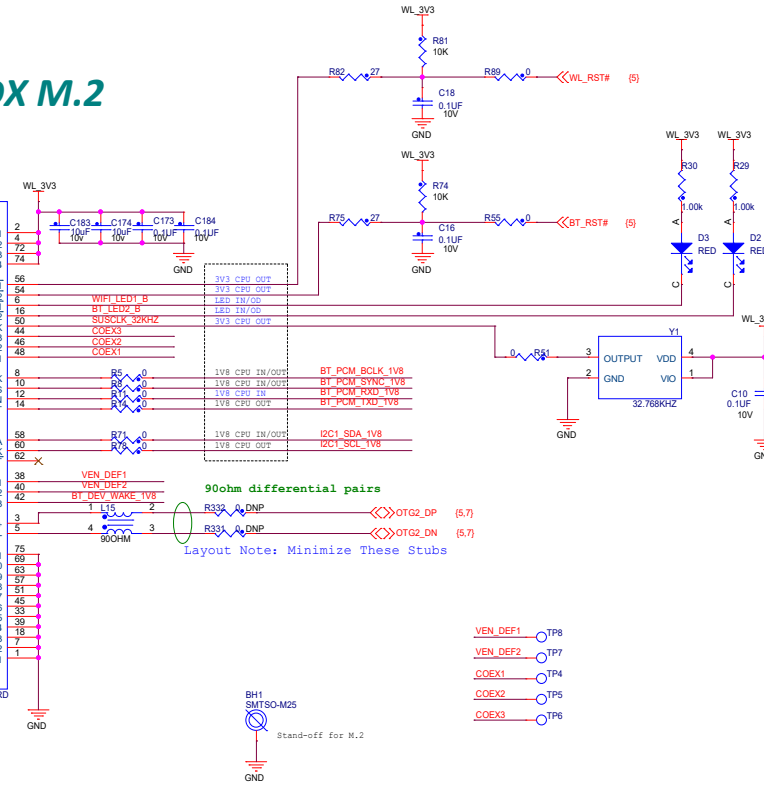 WL_3V3
R81
10K
R82 27
R89 0
WL_RST# {5}
C18
0.1UF
10V
GND
X M.2
WL_3V3
R74
10K
R75 27
R55 0
BT_RST# {5}
C16
0.1UF
10V
GND
WL_3V3 WL_3V3
R30 R29
1.00k 1.00k
A A
D3 D2
RED RED
C C
WL_3V3
C183 C174 C173 C184
10uF 10uF 0.1UF 0.1UF
10v 10v 10V 10V
GND
2
4
72
74
56 3V3 CPU OUT
54 3V3 CPU OUT
6 WIFI_LED1_B LED IN/OD
16 BT_LED2_B LED IN/OD
50 SUSCLK_32KHZ 3V3 CPU OUT
44 COEX3
46 COEX2
48 COEX1
8 R5 0 1V8 CPU IN/OUT BT_PCM_BCLK_1V8
10 R8 0 1V8 CPU IN/OUT BT_PCM_SYNC_1V8
12 R11 0 1V8 CPU IN BT_PCM_RXD_1V8
14 R14 0 1V8 CPU OUT BT_PCM_TXD_1V8
58 R71 0 1V8 CPU IN/OUT I2C1_SDA_1V8
60 R78 0 1V8 CPU OUT I2C1_SCL_1V8
62
0 R51
Y1
3 OUTPUT VDD 4
2 GND VIO 1
32.768KHZ
GND
WL_3
C10
0.1UF
10V
38 VEN_DEF1
40 VEN_DEF2
42 BT_DEV_WAKE_1V8
90ohm differential pairs
3 1 L15 2 R332 0 DNP OTG2_DP {5,7}
5 4 3 R331 0 DNP OTG2_DN {5,7}
90OHM
Layout Note: Minimize These Stubs
75
69
63
57
51
45
33
39
18
7
1
RD
GND
VEN_DEF1 TP8
VEN_DEF2 TP7
COEX1 TP4
COEX2 TP5
COEX3 TP6
BH1
SMTSO-M25
Stand-off for M.2
GND